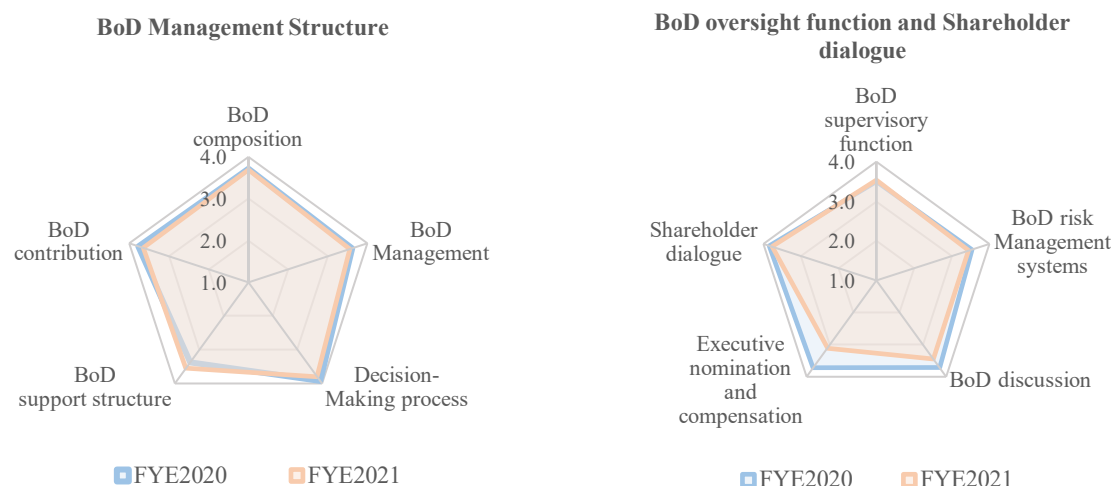 BoD Management Structure
BoD
composition
4.0
3.0
2.0
1.0
BoD
Management
Decision-
Making process
BoD
support structure
BoD
contribution
FYE2020
FYE2021
BoD oversight function and Shareholder
dialogue
BoD
supervisory
function
4.0
3.0
2.0
1.0
BoD risk
Management
systems
BoD discussion
Executive
nomination and
compensation
Shareholder
dialogue
FYE2020
FYE2021